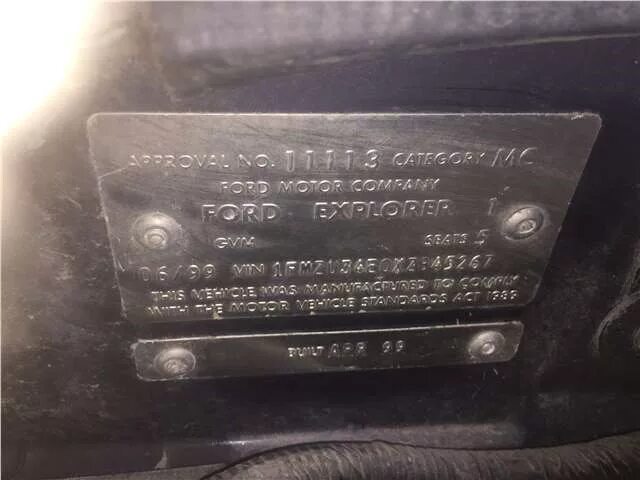 APPROVAL NO. 11113 CATEGORY MC
FORD MOTOR COMPANY
FORD EXPLORER
GVM SEATS 5
06/99 VIN
THIS VEHICLE WAS MANUFACTURED TO COMPLY
WITH THE MOTOR VEHICLE STANDARDS ACT 1989
BUILT APR 99